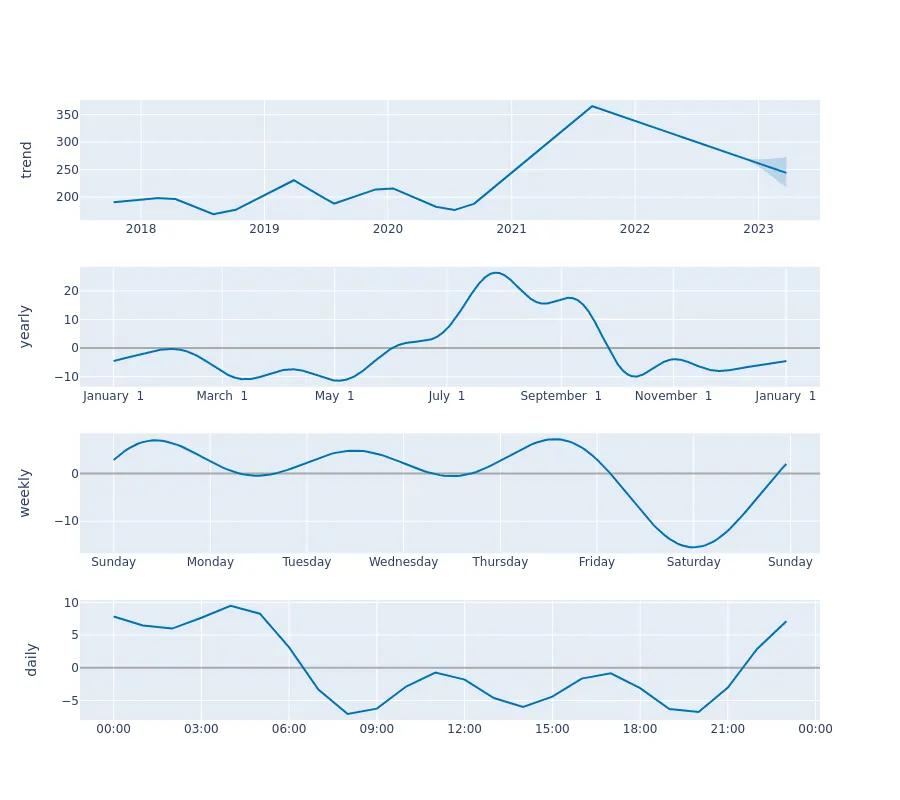 trend
350
300
250
200
2018 2019 2020 2021 2022 2023
yearly
20
10
0
−10
January 1 March 1 May 1 July 1 September 1 November 1 January 1
weekly
0
−10
Sunday Monday Tuesday Wednesday Thursday Friday Saturday Sunday
daily
10
5
0
−5
00:00 03:00 06:00 09:00 12:00 15:00 18:00 21:00 00:00